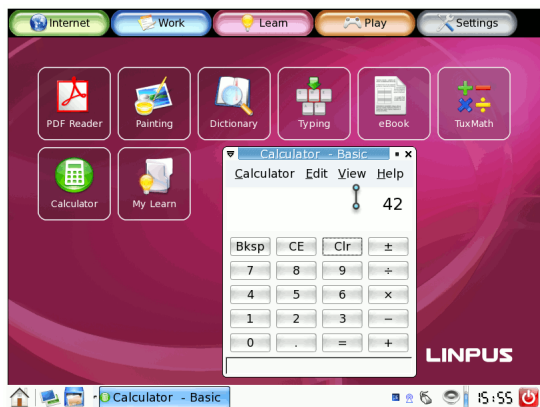 Internet Work Learn Play Settings
PDF Reader Painting Dictionary Typing eBook TuxMath
Calculator My Learn
Calculator - Basic
Calculator Edit View Help
42
Bksp CE Clr ±
7 8 9 ÷
4 5 6 ×
1 2 3 −
0 . = +
LINPUS
Calculator - Basic 15:55